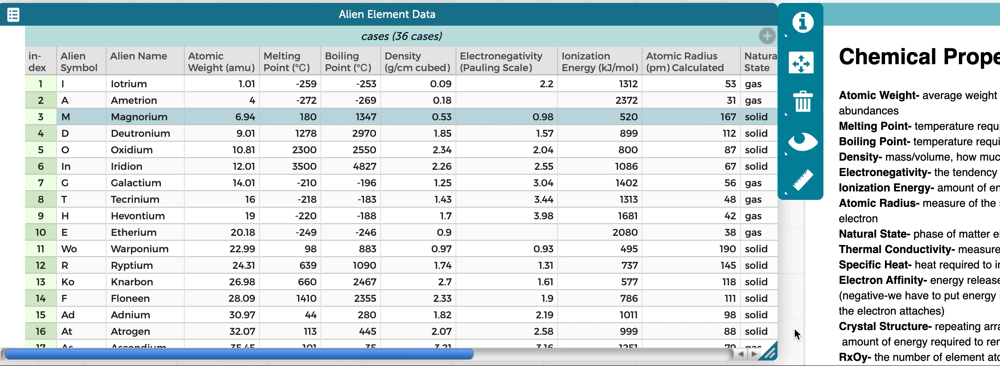 Alien Element Data
cases (36 cases)
in-dex Alien Symbol Alien Name Atomic Weight (amu) Melting Point (°C) Boiling Point (°C) Density (g/cm cubed) Electronegativity (Pauling Scale) Ionization Energy (kJ/mol) Atomic Radius (pm) Calculated Natura State
1 I Iotrium 1.01 -259 -253 0.09 2.2 1312 53 gas
2 A Ametrion 4 -272 -269 0.18 2372 31 gas
3 M Magnorium 6.94 180 1347 0.53 0.98 520 167 solid
4 D Deutronium 9.01 1278 2970 1.85 1.57 899 112 solid
5 O Oxidium 10.81 2300 2550 2.34 2.04 800 87 solid
6 In Iridion 12.01 3500 4827 2.26 2.55 1086 67 solid
7 G Galactium 14.01 -210 -196 1.25 3.04 1402 56 gas
8 T Tecrinium 16 -218 -183 1.43 3.44 1313 48 gas
9 H Hevontium 19 -220 -188 1.7 3.98 1681 42 gas
10 E Etherium 20.18 -249 -246 0.9 2080 38 gas
11 Wo Warponium 22.99 98 883 0.97 0.93 495 190 solid
12 R Ryptium 24.31 639 1090 1.74 1.31 737 145 solid
13 Ko Knarbon 26.98 660 2467 2.7 1.61 577 118 solid
14 F Floneen 28.09 1410 2355 2.33 1.9 786 111 solid
15 Ad Adnium 30.97 44 280 1.82 2.19 1011 98 solid
16 At Atrogen 32.07 113 445 2.07 2.58 999 88 solid
Chemical Prope
Atomic Weight- average weight
abundances
Melting Point- temperature requi
Boiling Point- temperature requi
Density- mass/volume, how muc
Electronegativity- the tendency
Ionization Energy- amount of en
Atomic Radius- measure of the
electron
Natural State- phase of matter el
Thermal Conductivity- measure
Specific Heat- heat required to in
Electron Affinity- energy release
(negative-we have to put energy
the electron attaches)
Crystal Structure- repeating arra
amount of energy required to rem
RxOy- the number of element ato